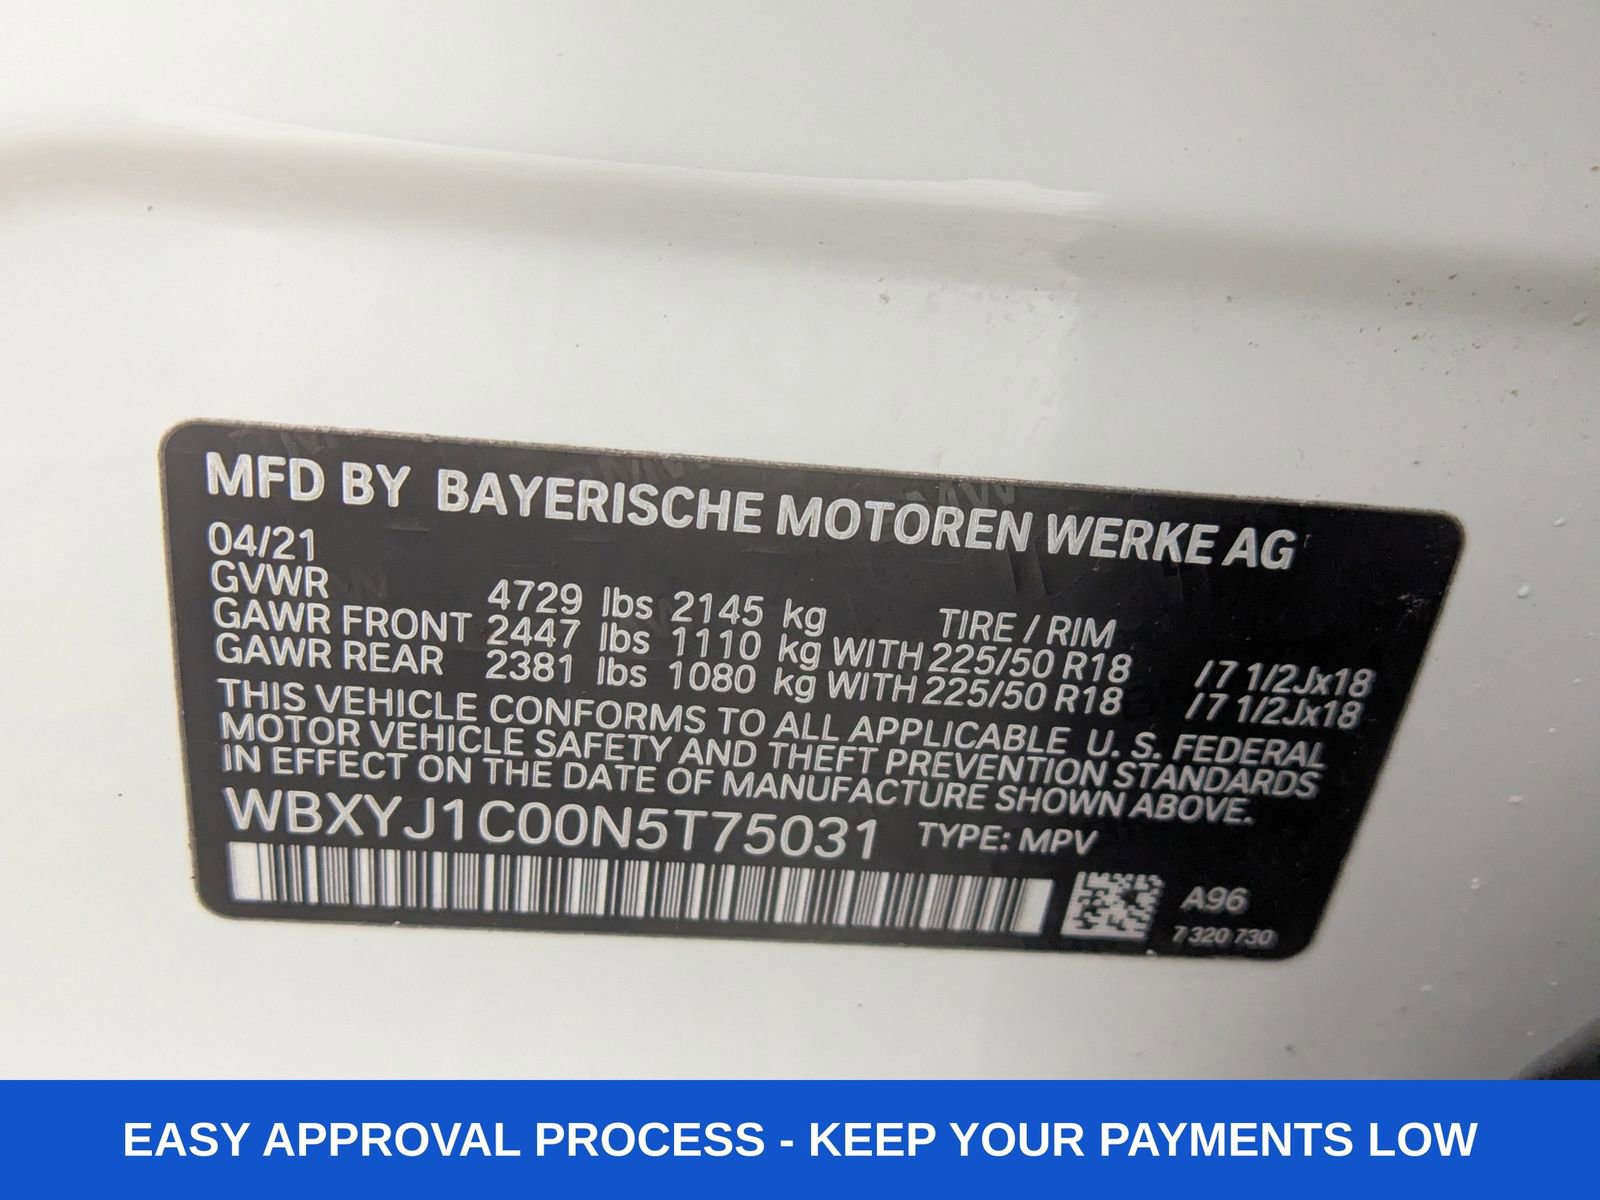 MFD BY BAYERISCHE MOTOREN WERKE AG
04/21
GVWR 4729 lbs 2145 kg TIRE / RIM
GAWR FRONT 2447 lbs 1110 kg WITH 225/50 R18 /7 1/2Jx18
GAWR REAR 2381 lbs 1080 kg WITH 225/50 R18 /7 1/2Jx18
THIS VEHICLE CONFORMS TO ALL APPLICABLE U. S. FEDERAL
MOTOR VEHICLE SAFETY AND THEFT PREVENTION STANDARDS
IN EFFECT ON THE DATE OF MANUFACTURE SHOWN ABOVE.
WBXYJ1C00N5T75031 TYPE: MPV
A96
7 320 730
EASY APPROVAL PROCESS - KEEP YOUR PAYMENTS LOW